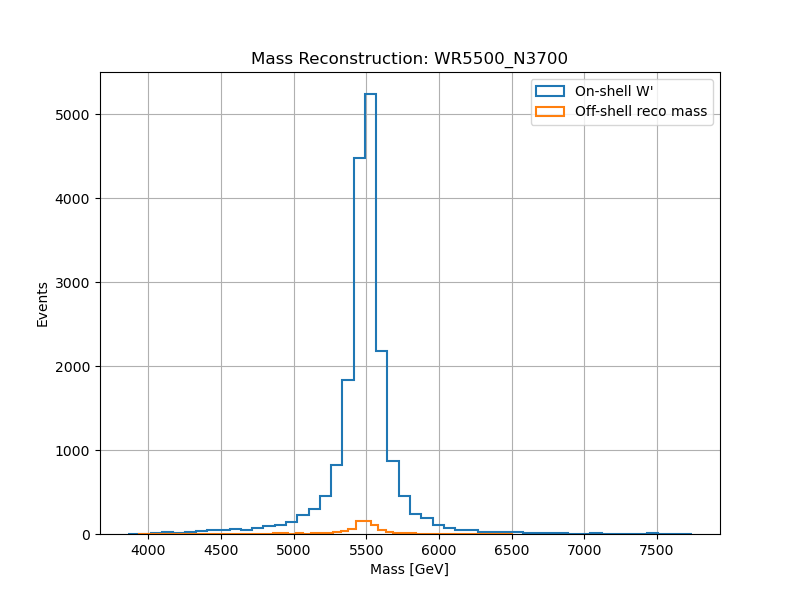 Mass Reconstruction: WR5500_N3700
On-shell W'
Off-shell reco mass
Events
5000
4000
3000
2000
1000
0
4000 4500 5000 5500 6000 6500 7000 7500
Mass [GeV]